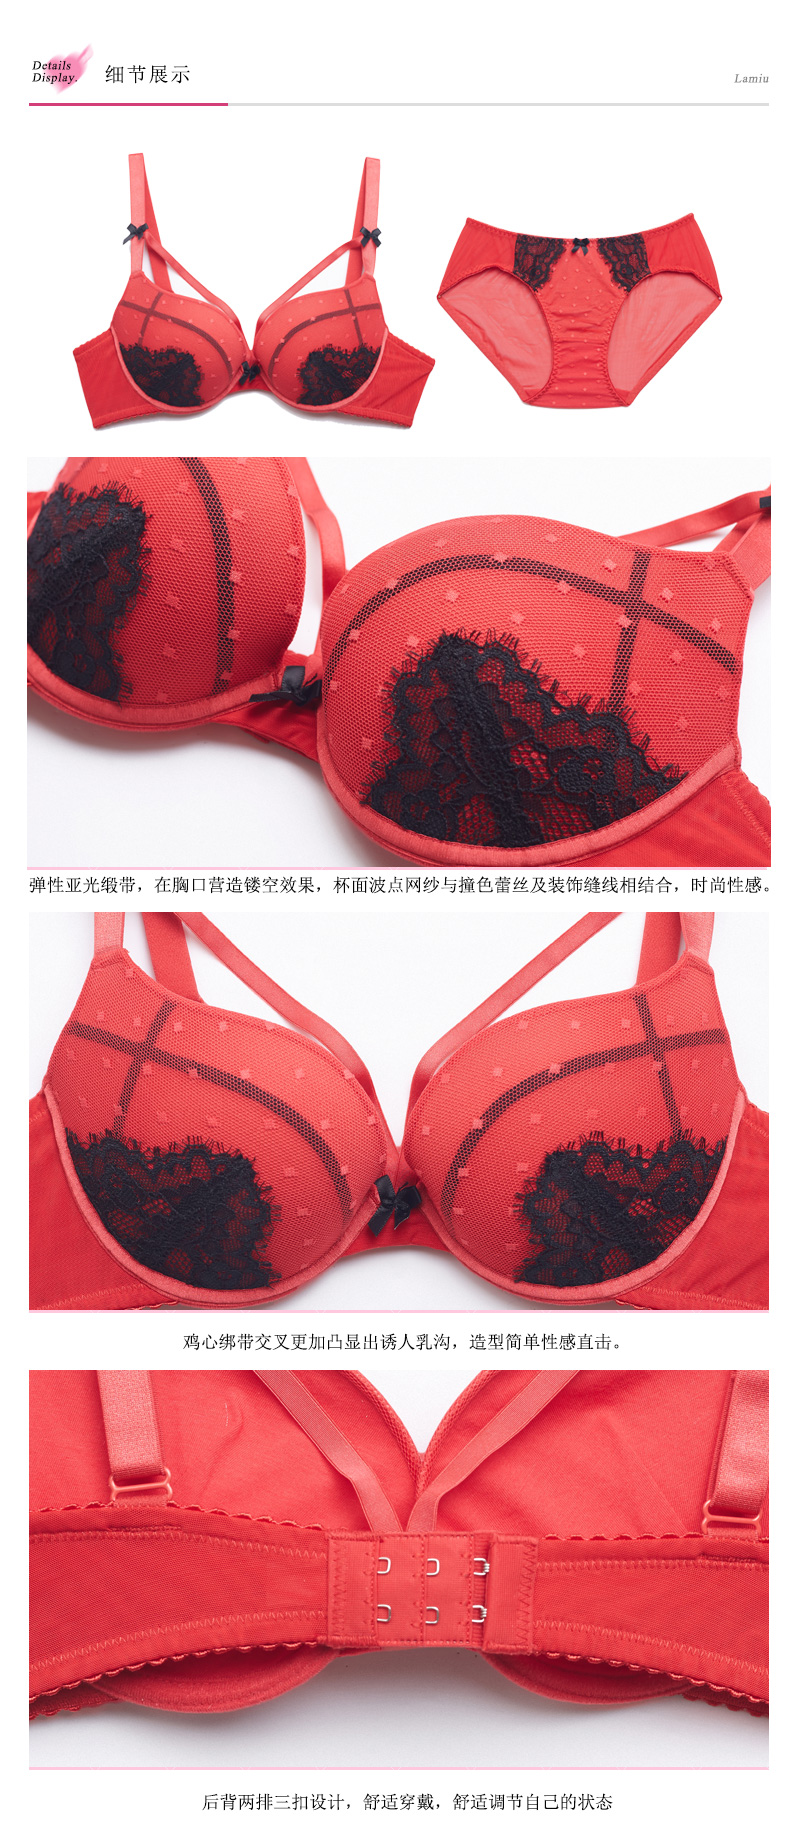 Details
Display.
细节展示
Lamiu
弹性亚光缎带，在胸口营造镂空效果，杯面波点网纱与撞色蕾丝及装饰缝线相结合，时尚性感。
鸡心绑带交叉更加凸显出诱人乳沟，造型简单性感直击。
后背两排三扣设计，舒适穿戴，舒适调节自己的状态